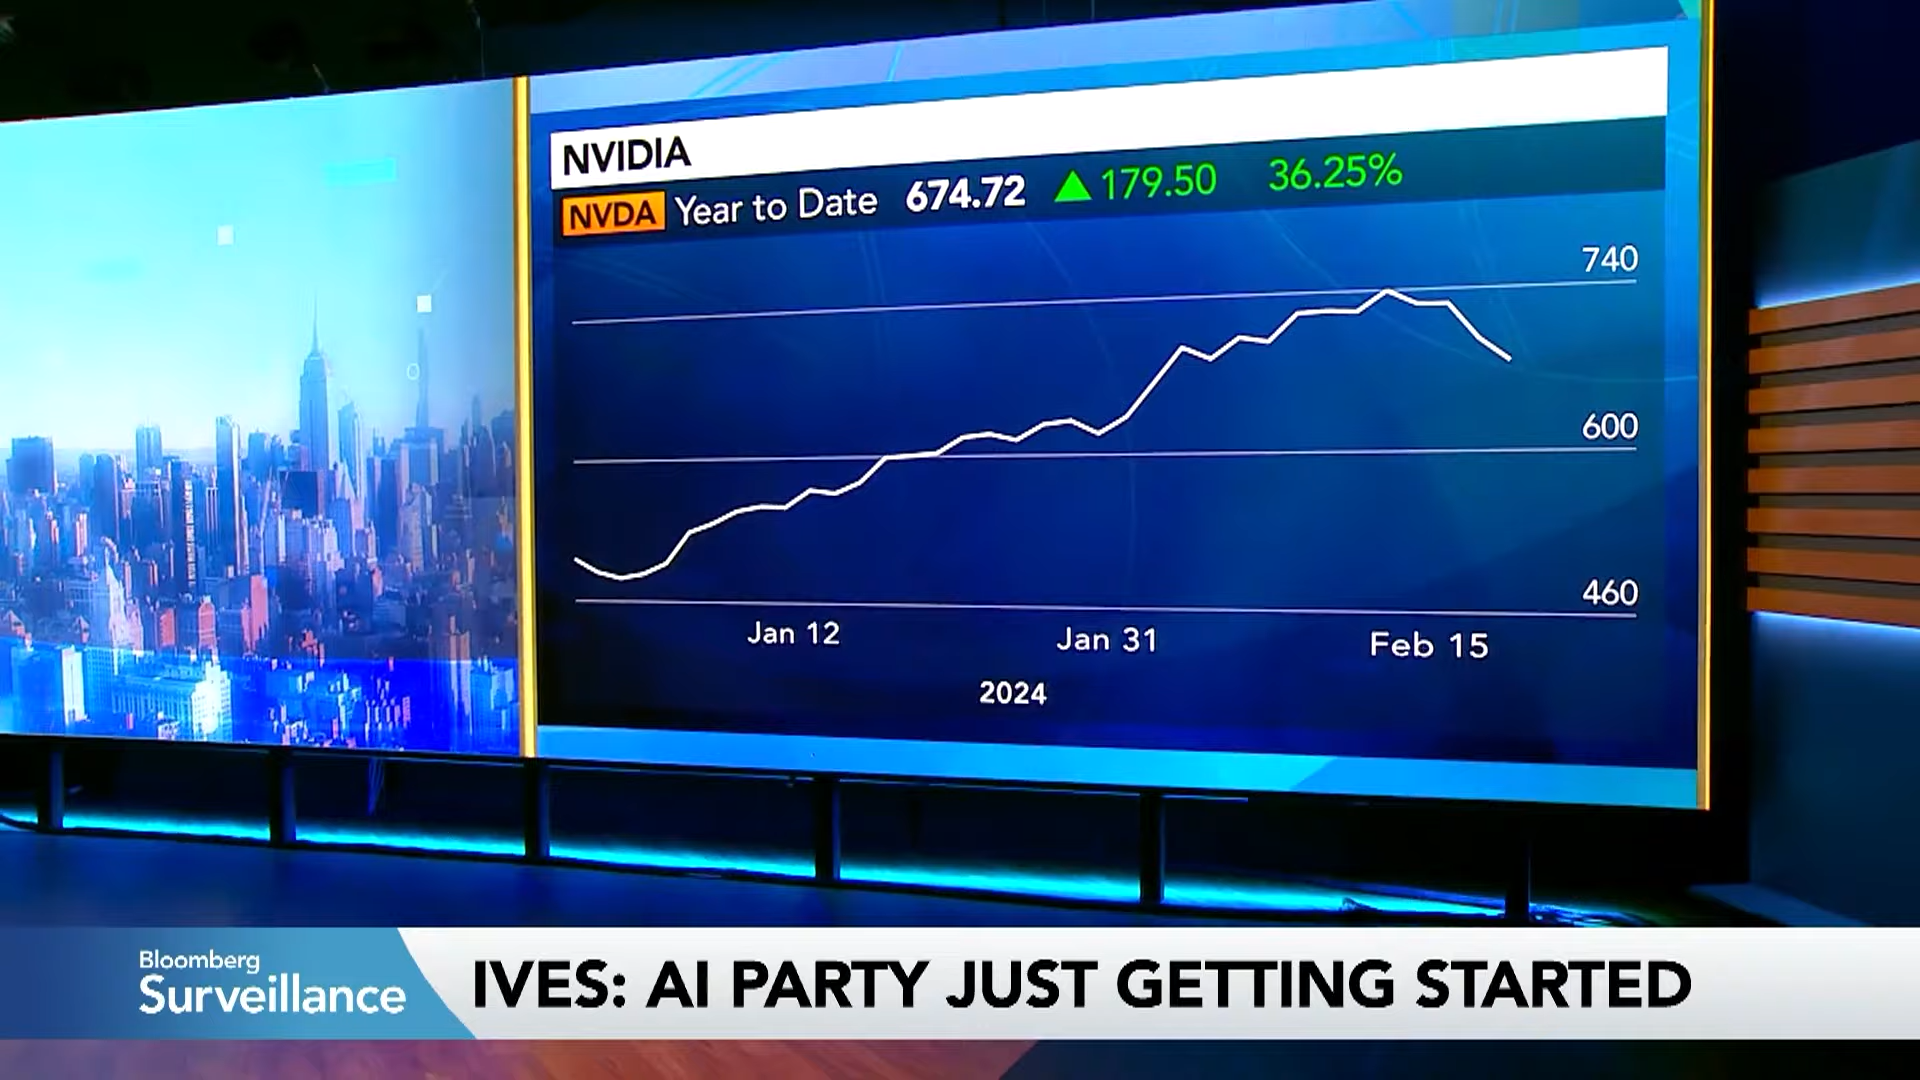 NVIDIA
NVDA Year to Date 674.72 ▲179.50 36.25%
740
600
460
Jan 12 Jan 31 Feb 15
2024
Bloomberg
Surveillance
IVES: AI PARTY JUST GETTING STARTED